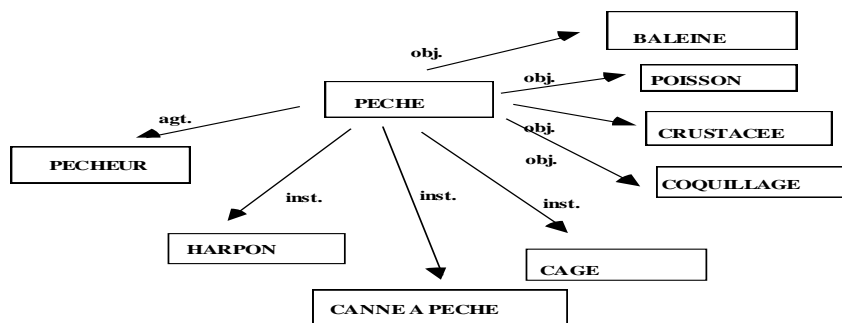 BALEINE
obj.
obj.
POISSON
PECHE
agt.
obj.
CRUSTACEE
PECHEUR
obj.
COQUILLAGE
inst.
inst.
inst.
HARPON
CAGE
CANNE A PECHE